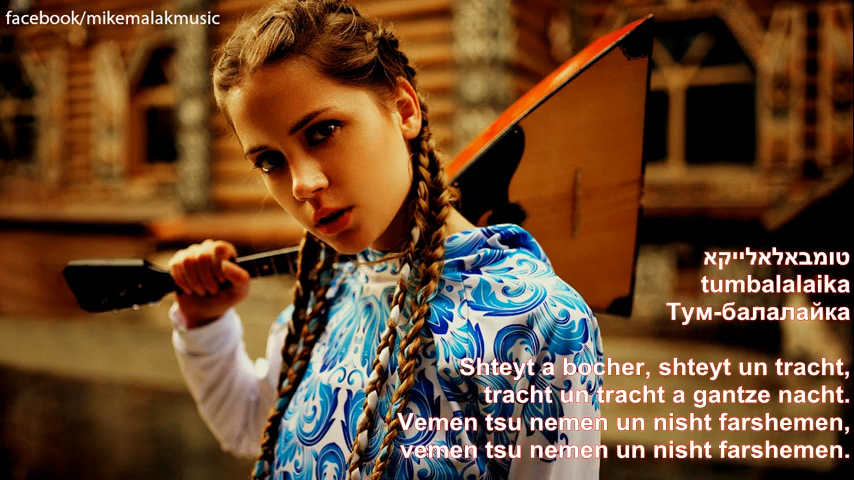 facebook/mikemalakmusic
טומבאלאלייקא
tumbalalaika
Тум-балалайка
Shteyt a bocher, shteyt un tracht,
tracht un tracht a gantze nacht.
Vemen tsu nemen un nisht farshemen,
vemen tsu nemen un nisht farshemen.